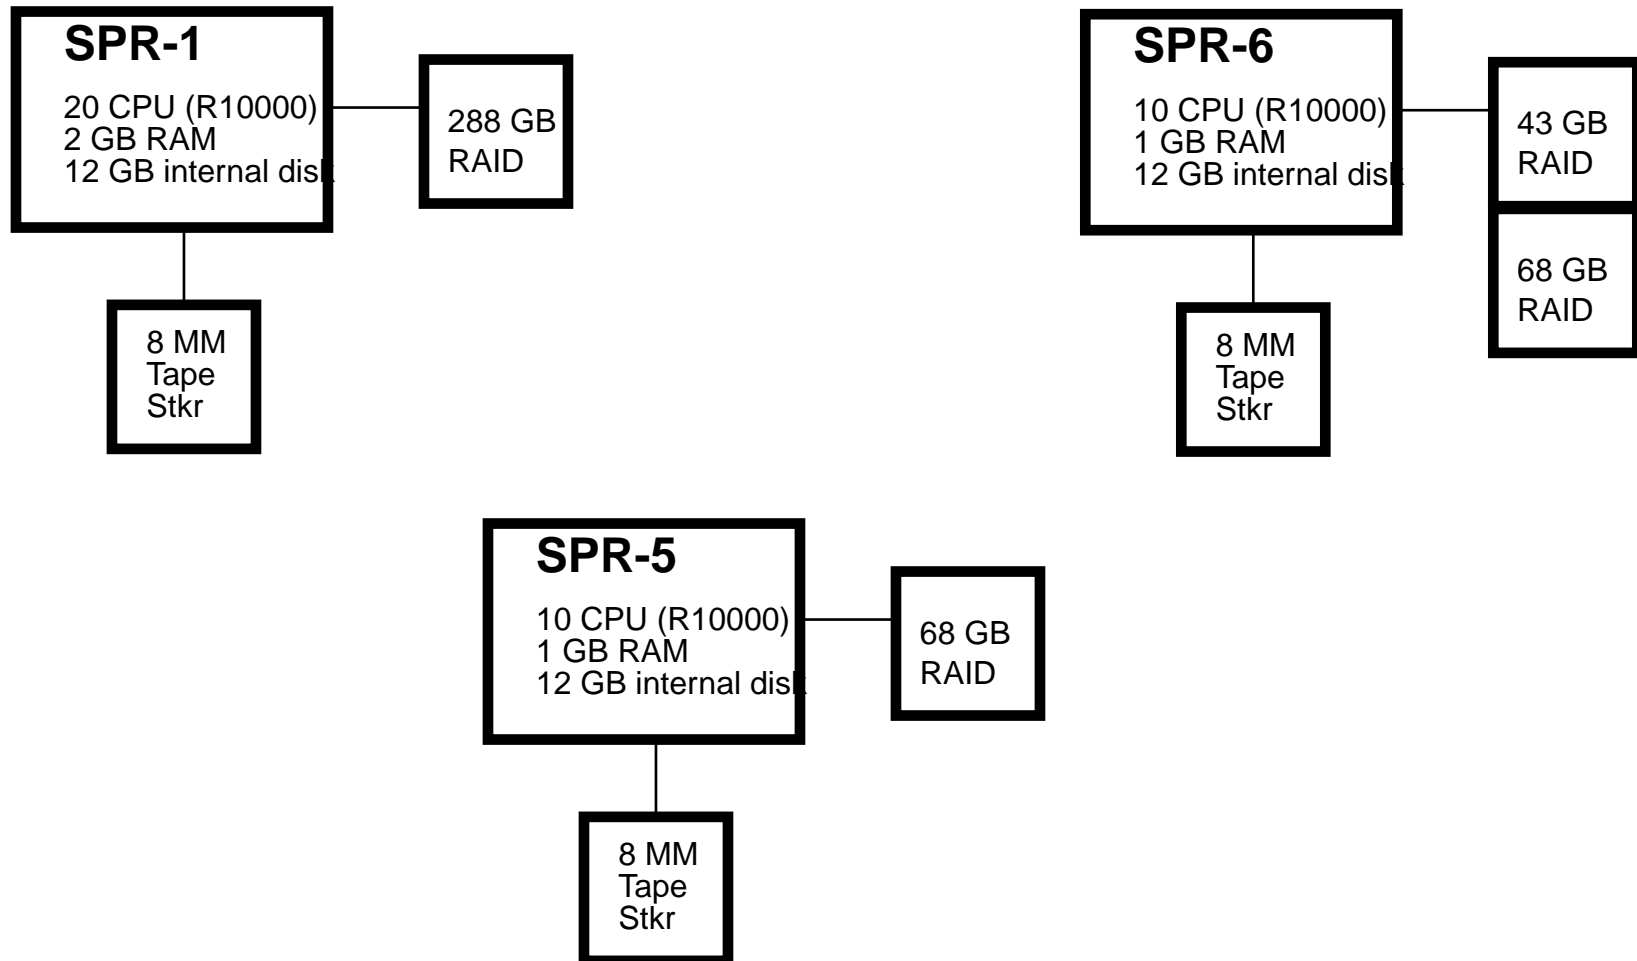 SPR-1
20 CPU (R10000)
2 GB RAM
12 GB internal disk
288 GB
RAID
8 MM
Tape
Stkr
SPR-6
10 CPU (R10000)
1 GB RAM
12 GB internal disk
43 GB
RAID
68 GB
RAID
8 MM
Tape
Stkr
SPR-5
10 CPU (R10000)
1 GB RAM
12 GB internal disk
68 GB
RAID
8 MM
Tape
Stkr